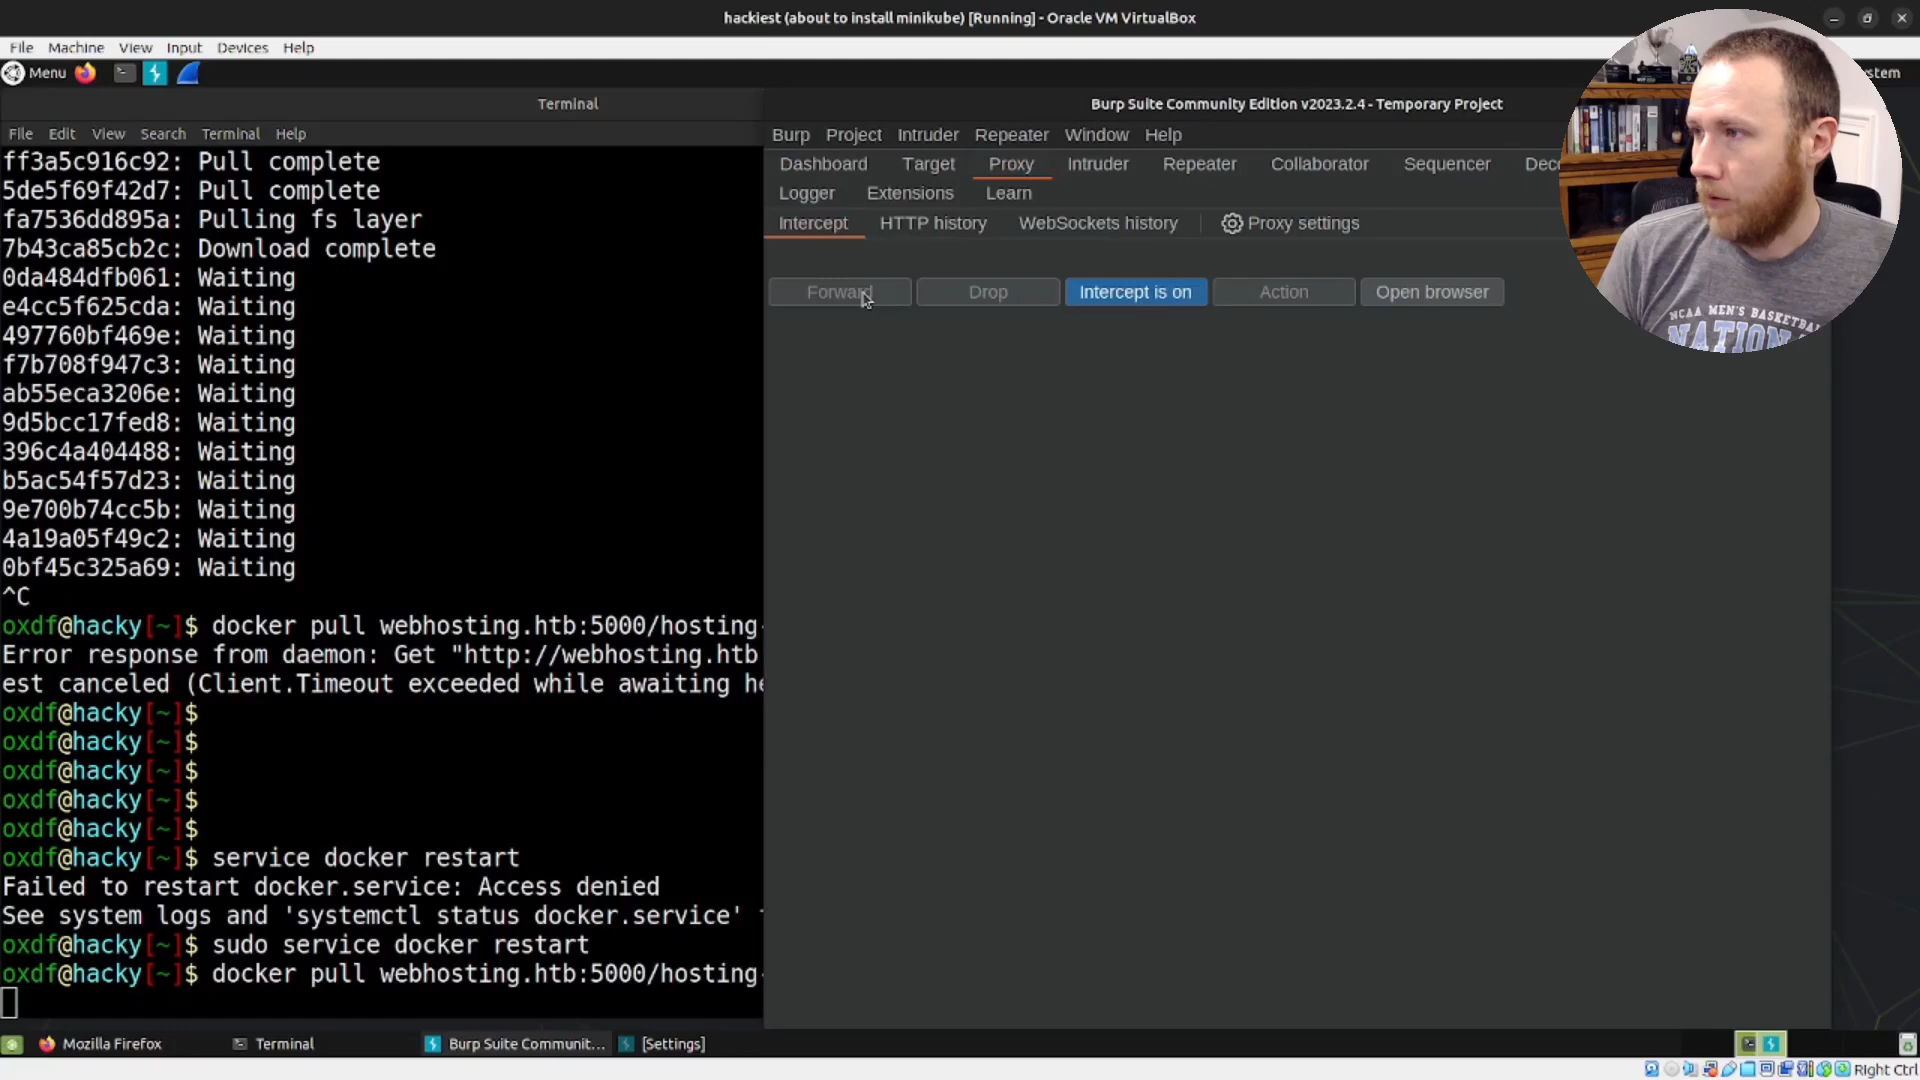 hackiest (about to install minikube) [Running] - Oracle VM VirtualBox
File Machine View Input Devices Help
Menu
stem
Terminal
File Edit View Search Terminal Help
ff3a5c916c92: Pull complete
5de5f69f42d7: Pull complete
fa7536dd895a: Pulling fs layer
7b43ca85cb2c: Download complete
0da484dfb061: Waiting
e4cc5f625cda: Waiting
497760bf469e: Waiting
f7b708f947c3: Waiting
ab55eca3206e: Waiting
9d5bcc17fed8: Waiting
396c4a404488: Waiting
b5ac54f57d23: Waiting
9e700b74cc5b: Waiting
4a19a05f49c2: Waiting
0bf45c325a69: Waiting
^C
oxdf@hacky[~]$ docker pull webhosting.htb:5000/hosting-
Error response from daemon: Get "http://webhosting.htb
est canceled (Client.Timeout exceeded while awaiting he
oxdf@hacky[~]$
oxdf@hacky[~]$
oxdf@hacky[~]$
oxdf@hacky[~]$
oxdf@hacky[~]$
oxdf@hacky[~]$ service docker restart
Failed to restart docker.service: Access denied
See system logs and 'systemctl status docker.service'
oxdf@hacky[~]$ sudo service docker restart
oxdf@hacky[~]$ docker pull webhosting.htb:5000/hosting-
Burp Suite Community Edition v2023.2.4 - Temporary Project
Burp Project Intruder Repeater Window Help
Dashboard Target Proxy Intruder Repeater Collaborator Sequencer Deco
Logger Extensions Learn
Intercept HTTP history WebSockets history Proxy settings
Forward Drop Intercept is on Action Open browser
NCAA MEN'S BASKETBAL
NATION
Mozilla Firefox Terminal Burp Suite Communit... [Settings]
Right Ctrl